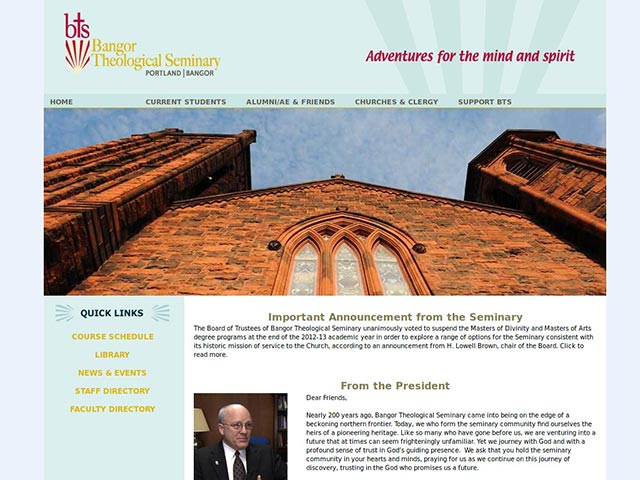 bts
Bangor
Theological Seminary
PORTLAND | BANGOR
Adventures for the mind and spirit
HOME CURRENT STUDENTS ALUMNI/AE & FRIENDS CHURCHES & CLERGY SUPPORT BTS
QUICK LINKS
COURSE SCHEDULE
LIBRARY
NEWS & EVENTS
STAFF DIRECTORY
FACULTY DIRECTORY
Important Announcement from the Seminary
The Board of Trustees of Bangor Theological Seminary unanimously voted to suspend the Masters of Divinity and Masters of Arts
degree programs at the end of the 2012-13 academic year in order to explore a range of options for the Seminary consistent with
its historic mission of service to the Church, according to an announcement from H. Lowell Brown, chair of the Board. Click to
read more.
From the President
Dear Friends,
Nearly 200 years ago, Bangor Theological Seminary came into being on the edge of a
beckoning northern frontier. Today, we who form the seminary community find ourselves the
heirs of a pioneering heritage. Like so many who have gone before us, we are venturing into a
future that at times can seem frighteningly unfamiliar. Yet we journey with God and with a
profound sense of trust in God's guiding presence. We ask that you hold the seminary
community in your hearts and minds, praying for us as we continue on this journey of
discovery, trusting in the God who promises us a future.